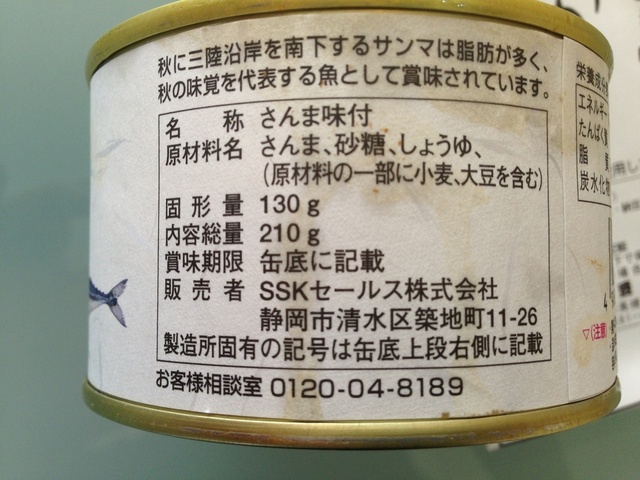 秋に三陸沿岸を南下するサンマは脂肪が多く、
秋の味覚を代表する魚として賞味されています。
名称 さんま味付
原材料名 さんま、砂糖、しょうゆ、
(原材料の一部に小麦、大豆を含む)
固形量 130g
内容総量 210g
賞味期限 缶底に記載
販売者 SSKセールス株式会社
静岡市清水区築地町11-26
製造所固有の記号は缶底上段右側に記載
お客様相談室 0120-04-8189
栄養成分
エネルギー
たんぱく質
脂質
炭水化物
▽(注意)